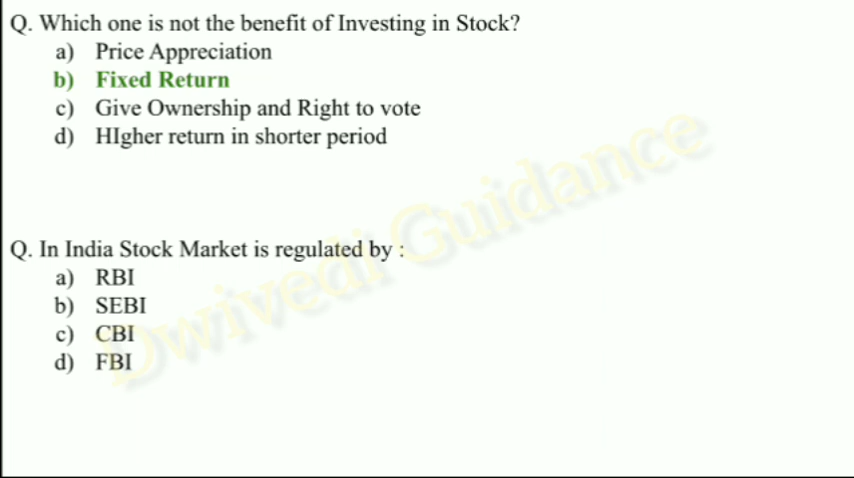 Q. Which one is not the benefit of Investing in Stock?
a) Price Appreciation
b) Fixed Return
c) Give Ownership and Right to vote
d) HIgher return in shorter period
Q. In India Stock Market is regulated by :
a) RBI
b) SEBI
c) CBI
d) FBI
Dwivedi Guidance